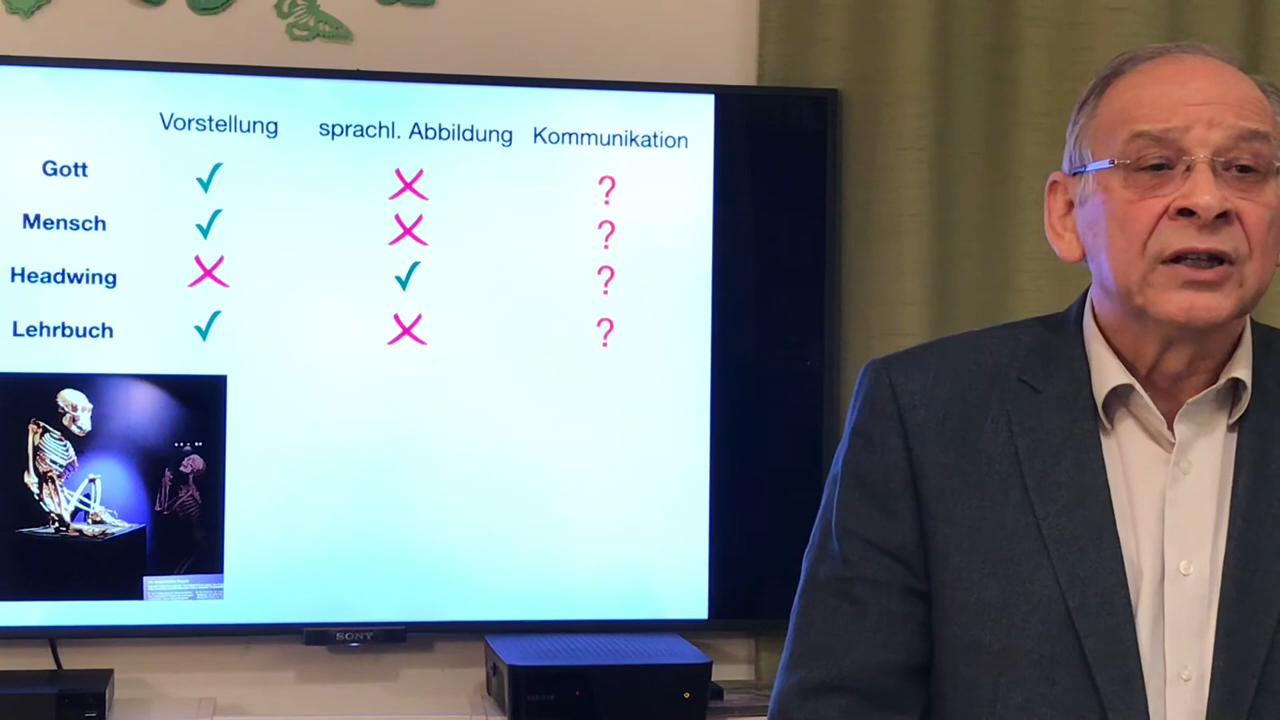 Vorstellung sprachl. Abbildung Kommunikation
Gott ✓ ✗ ?
Mensch ✓ ✗ ?
Headwing ✗ ✓ ?
Lehrbuch ✓ ✗ ?
SONY